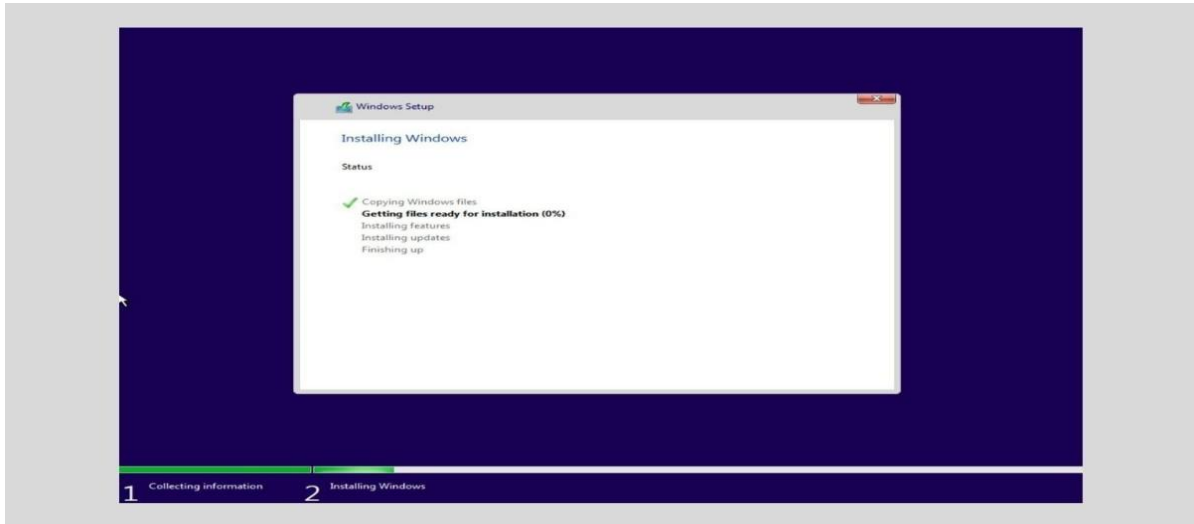 Windows Setup
Installing Windows
Status
Copying Windows files
Getting files ready for installation (0%)
Installing features
Installing updates
Finishing up
1 Collecting information 2 Installing Windows